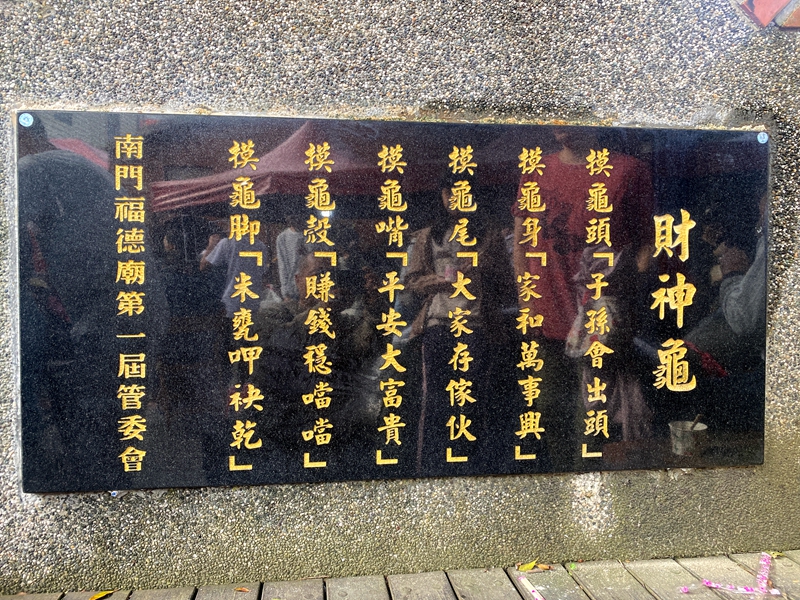 財神龜
摸龜頭「子孫會出頭」
摸龜身「家和萬事興」
摸龜尾「大家存傢伙」
摸龜嘴「平安大富貴」
摸龜殼「賺錢穩噹噹」
摸龜脚「米甕呷袂乾」
南門福德廟第一屆管委會